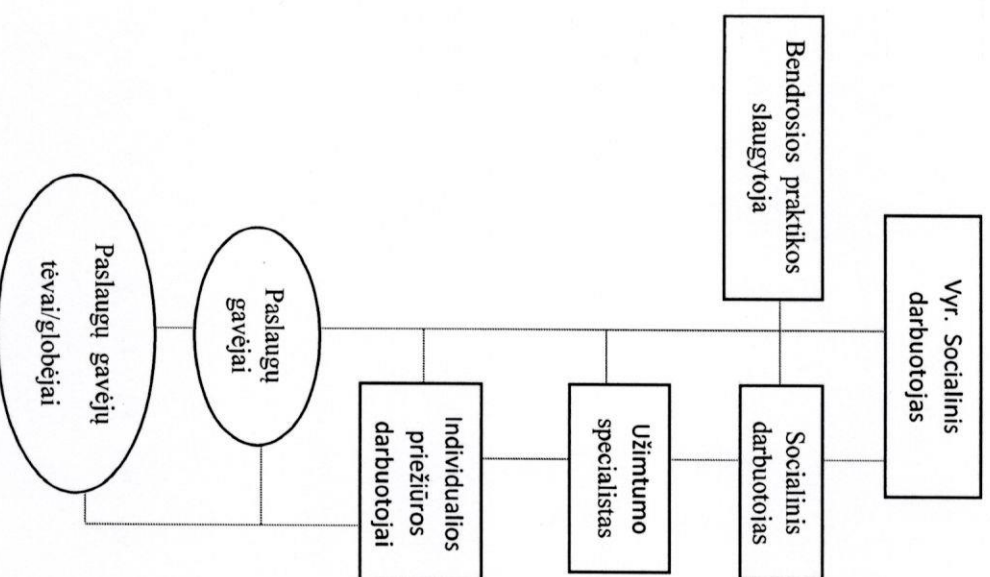 Vyr. Socialinis
darbuotojas
Bendrosios praktikos
slaugytoja
Socialinis
darbuotojas
Užimtumo
specialistas
Individualios
priežiūros
darbuotojai
Paslaugų
gavėjai
Paslaugų gavėjų
tėvai/globėjai